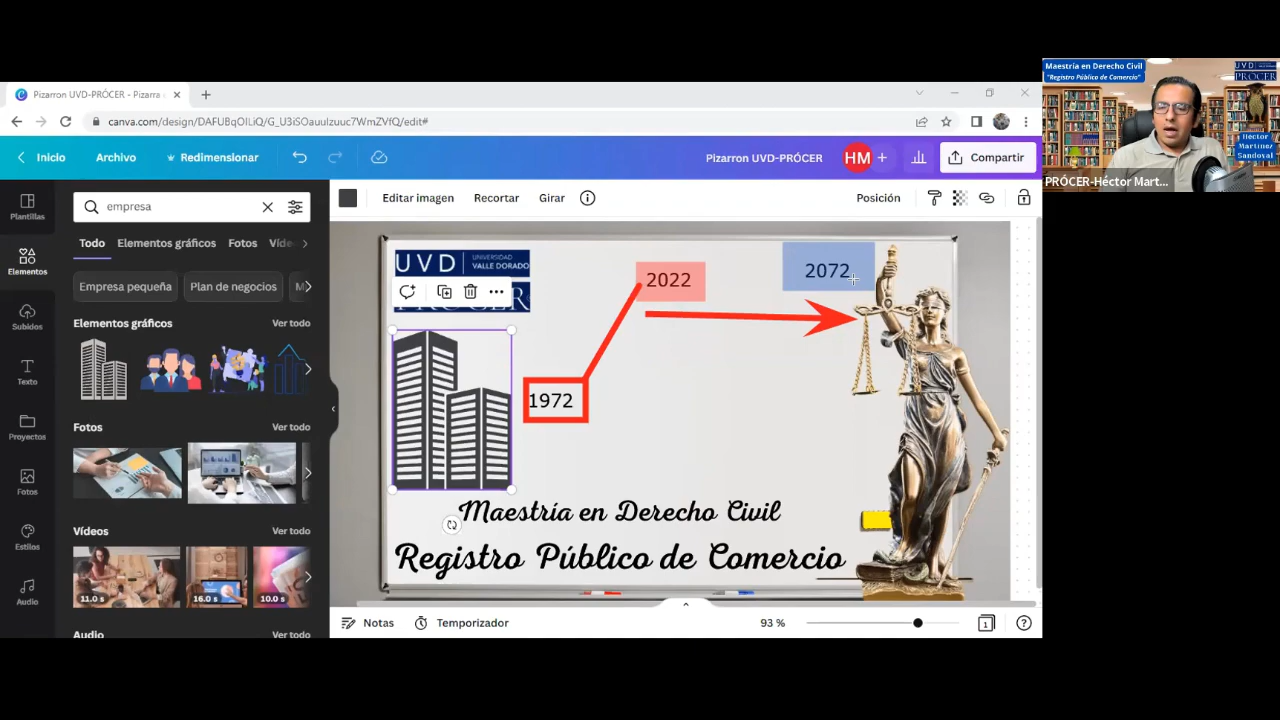 Pizarron UVD-PRÓCER - Pizarra
canva.com/design/DAFUBqOlLiQ/G_U3iSOauulzuuc7WmZVfQ/edit#
Inicio
Archivo
Redimensionar
Pizarron UVD-PRÓCER
HM
Compartir
Plantillas
Elementos
Subidos
Texto
Proyectos
Fotos
Estilos
Audio
empresa
Todo
Elementos gráficos
Fotos
Empresa pequeña
Plan de negocios
Elementos gráficos
Ver todo
Fotos
Ver todo
Vídeos
Ver todo
11.0 s
16.0 s
10.0 s
Audio
Ver todo
Editar imagen
Recortar
Girar
Posición
UVD
UNIVERSIDAD
VALLE DORADO
2022
2072
1972
Maestría en Derecho Civil
Registro Público de Comercio
Notas
Temporizador
93 %
1
Maestría en Derecho Civil
"Registro Público de Comercio"
UVD
PRÓCER
Héctor
Martínez
Sandoval
PRÓCER-Héctor Mart...